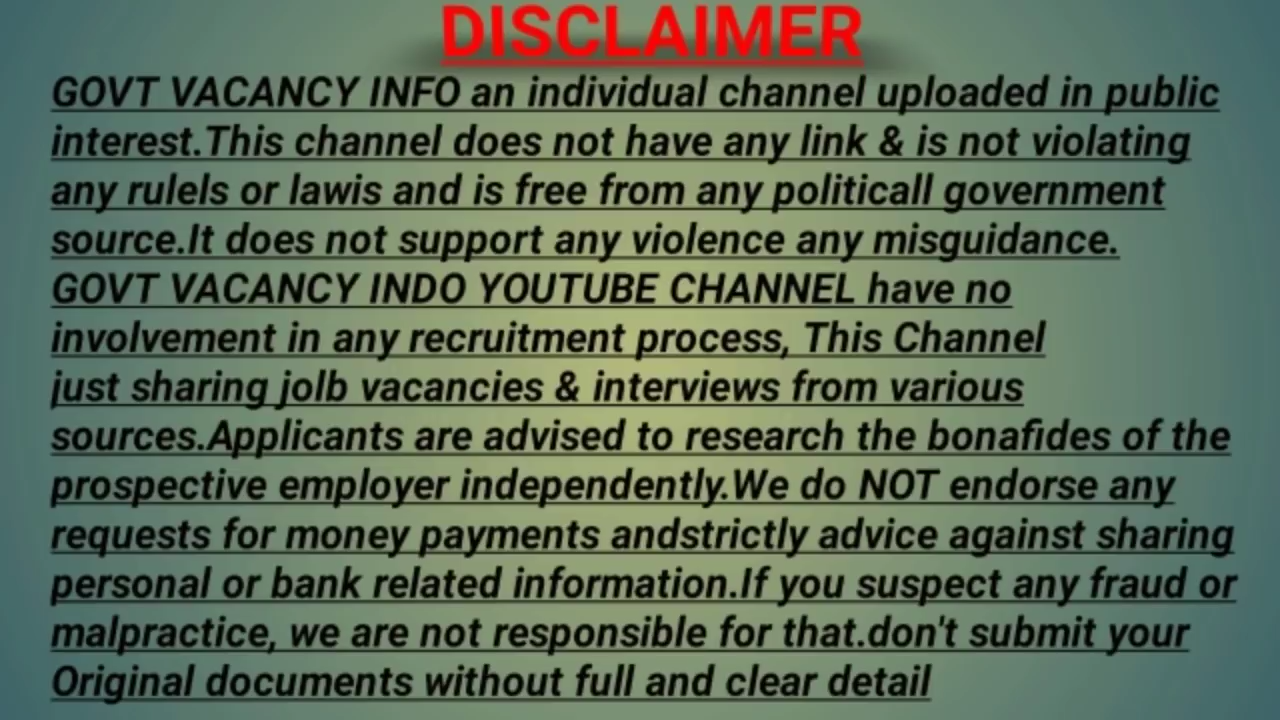 DISCLAIMER
GOVT VACANCY INFO an individual channel uploaded in public
interest.This channel does not have any link & is not violating
any rulels or lawis and is free from any politicall government
source.It does not support any violence any misguidance.
GOVT VACANCY INDO YOUTUBE CHANNEL have no
involvement in any recruitment process, This Channel
just sharing jolb vacancies & interviews from various
sources.Applicants are advised to research the bonafides of the
prospective employer independently.We do NOT endorse any
requests for money payments andstrictly advice against sharing
personal or bank related information.If you suspect any fraud or
malpractice, we are not responsible for that.don't submit your
Original documents without full and clear detail